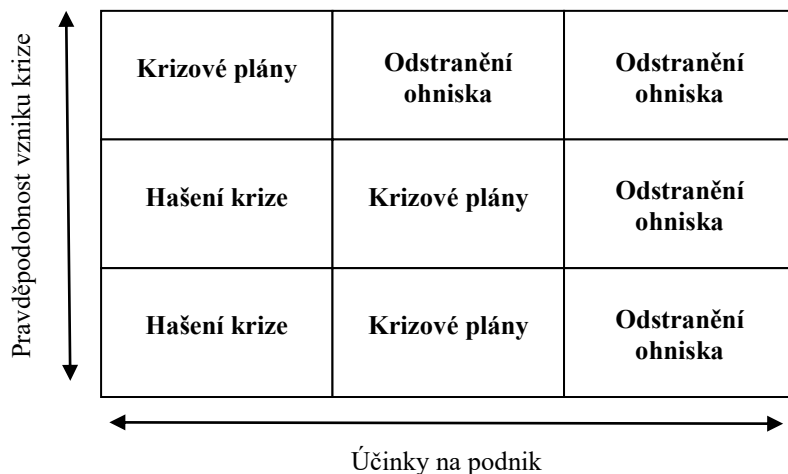 Pravděpodobnost vzniku krize
Krizové plány
Odstranění
ohniska
Odstranění
ohniska
Hašení krize
Krizové plány
Odstranění
ohniska
Hašení krize
Krizové plány
Odstranění
ohniska
Účinky na podnik